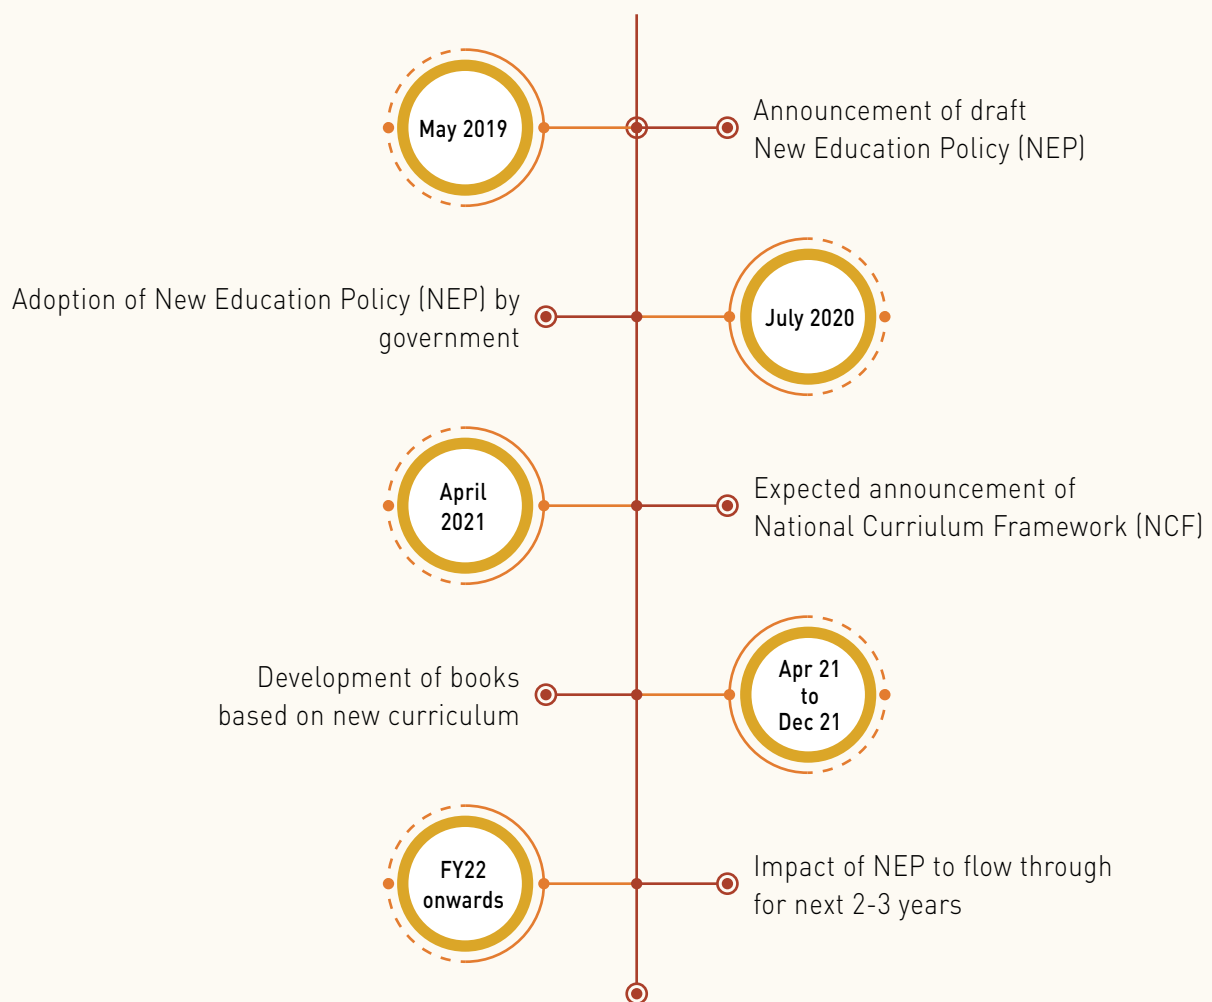 May 2019
Announcement of draft
New Education Policy (NEP)
Adoption of New Education Policy (NEP) by
government
July 2020
April
2021
Expected announcement of
National Curriulum Framework (NCF)
Development of books
based on new curriculum
Apr 21
to
Dec 21
FY22
onwards
Impact of NEP to flow through
for next 2-3 years